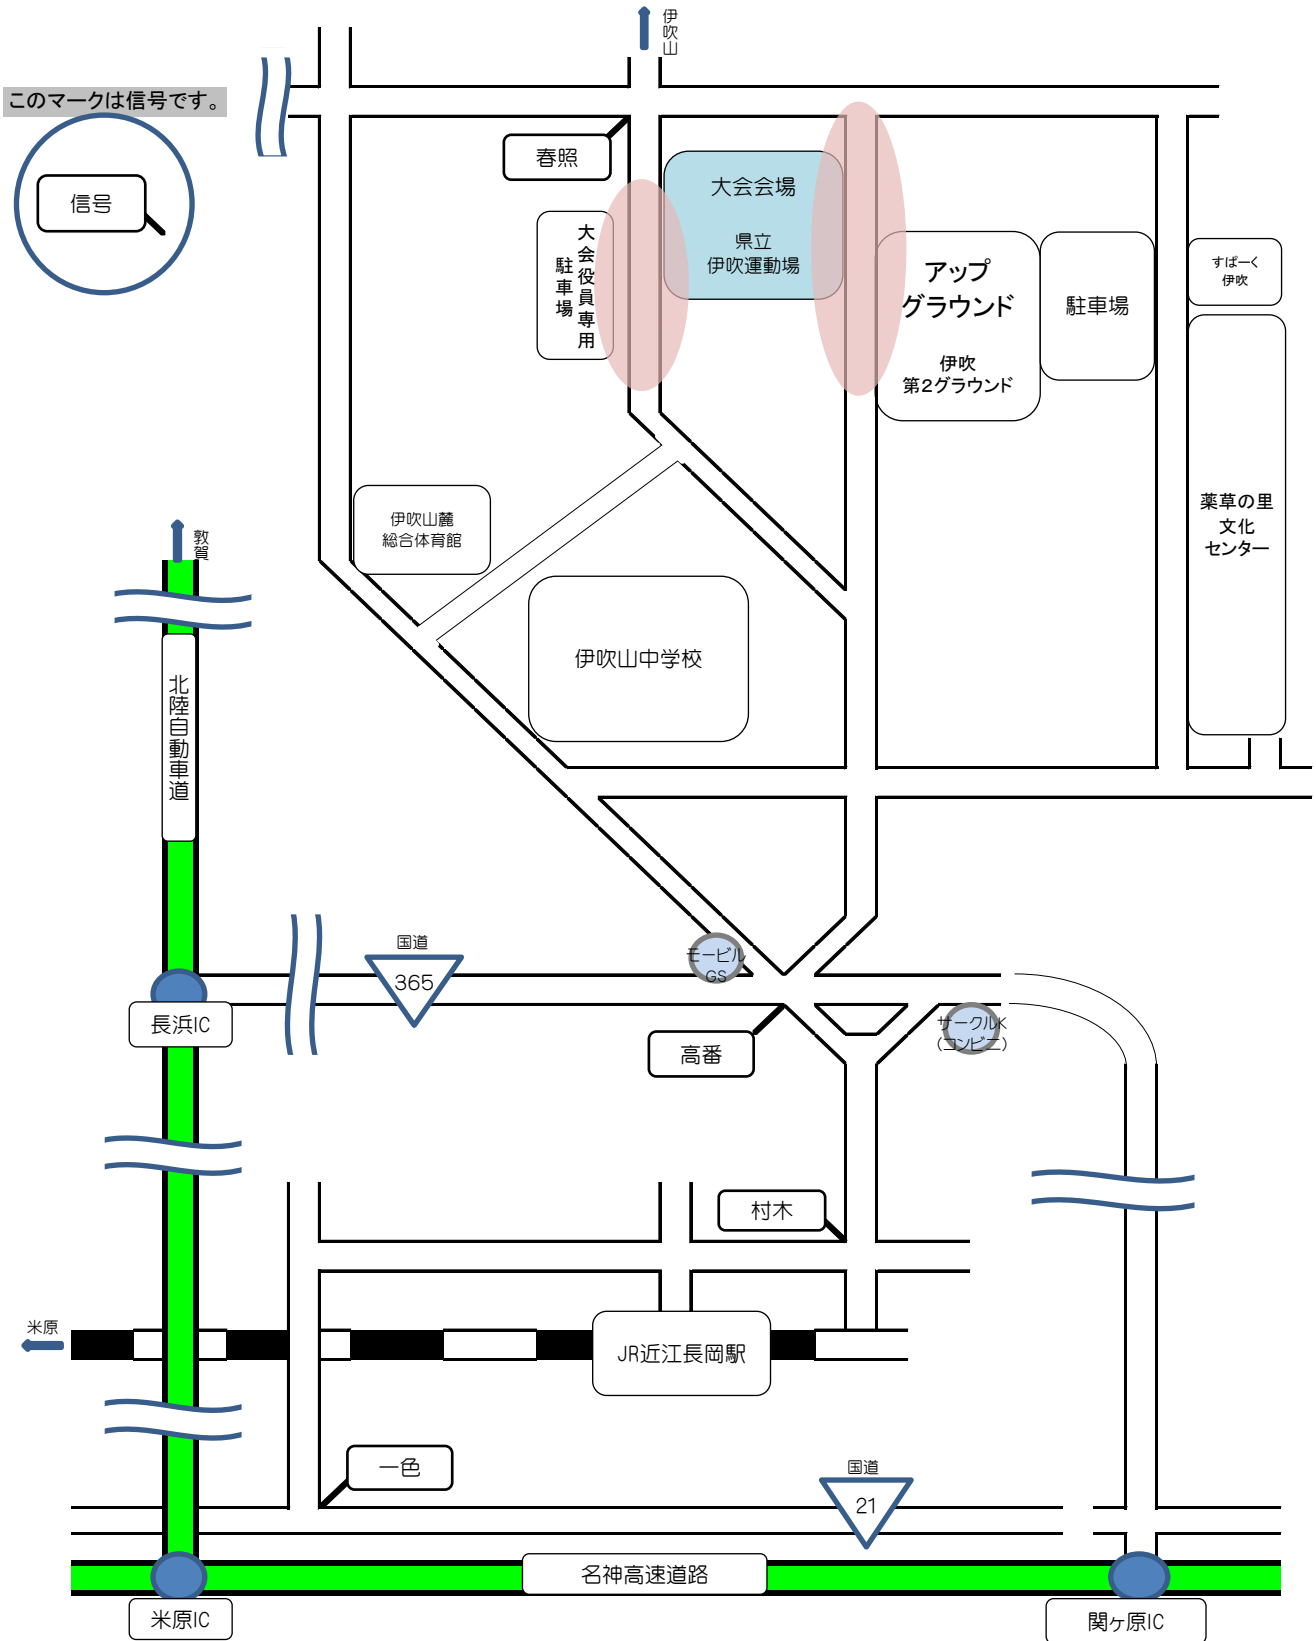 伊吹山
このマークは信号です。
信号
春照
大会会場
県立
伊吹運動場
大会役員専用
駐車場
アップ
グラウンド
伊吹
第2グラウンド
駐車場
すぱーく
伊吹
薬草の里
文化
センター
伊吹山麓
総合体育館
敦賀
伊吹山中学校
北陸自動車道
国道
365
モービル
GS
長浜IC
サークルK
(コンビニ)
高番
村木
米原
JR近江長岡駅
一色
国道
21
名神高速道路
米原IC
関ヶ原IC